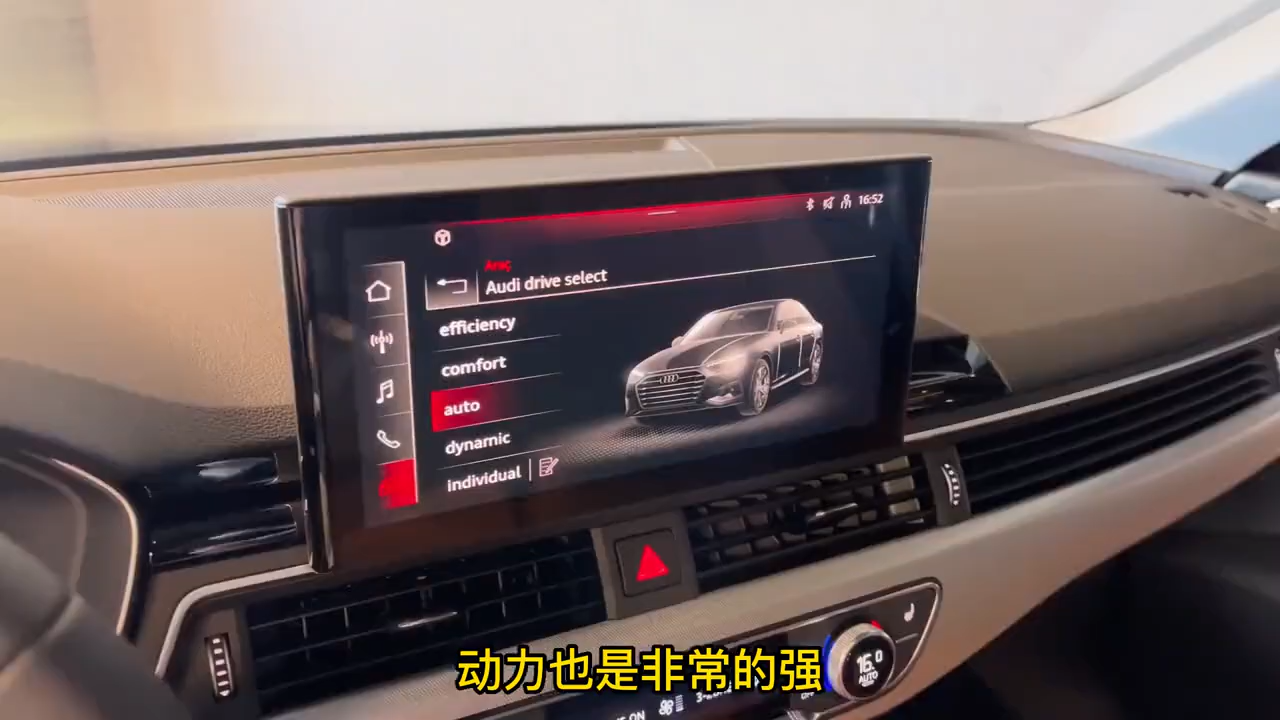 16:52
Araç
Audi drive select
efficiency
comfort
auto
dynamic
individual
16.0
AUTO
动力也是非常的强